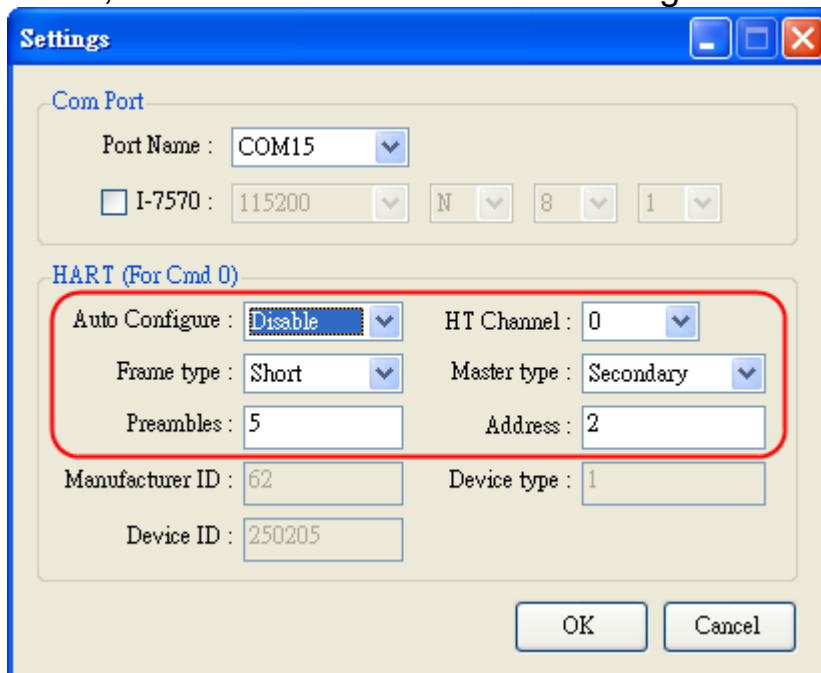 Settings
Com Port
Port Name : COM15
I-7570 : 115200 N 8 1
HART (For Cmd 0)
Auto Configure : Disable HT Channel : 0
Frame type : Short Master type : Secondary
Preambles : 5 Address : 2
Manufacturer ID : 62 Device type : 1
Device ID : 250205
OK Cancel